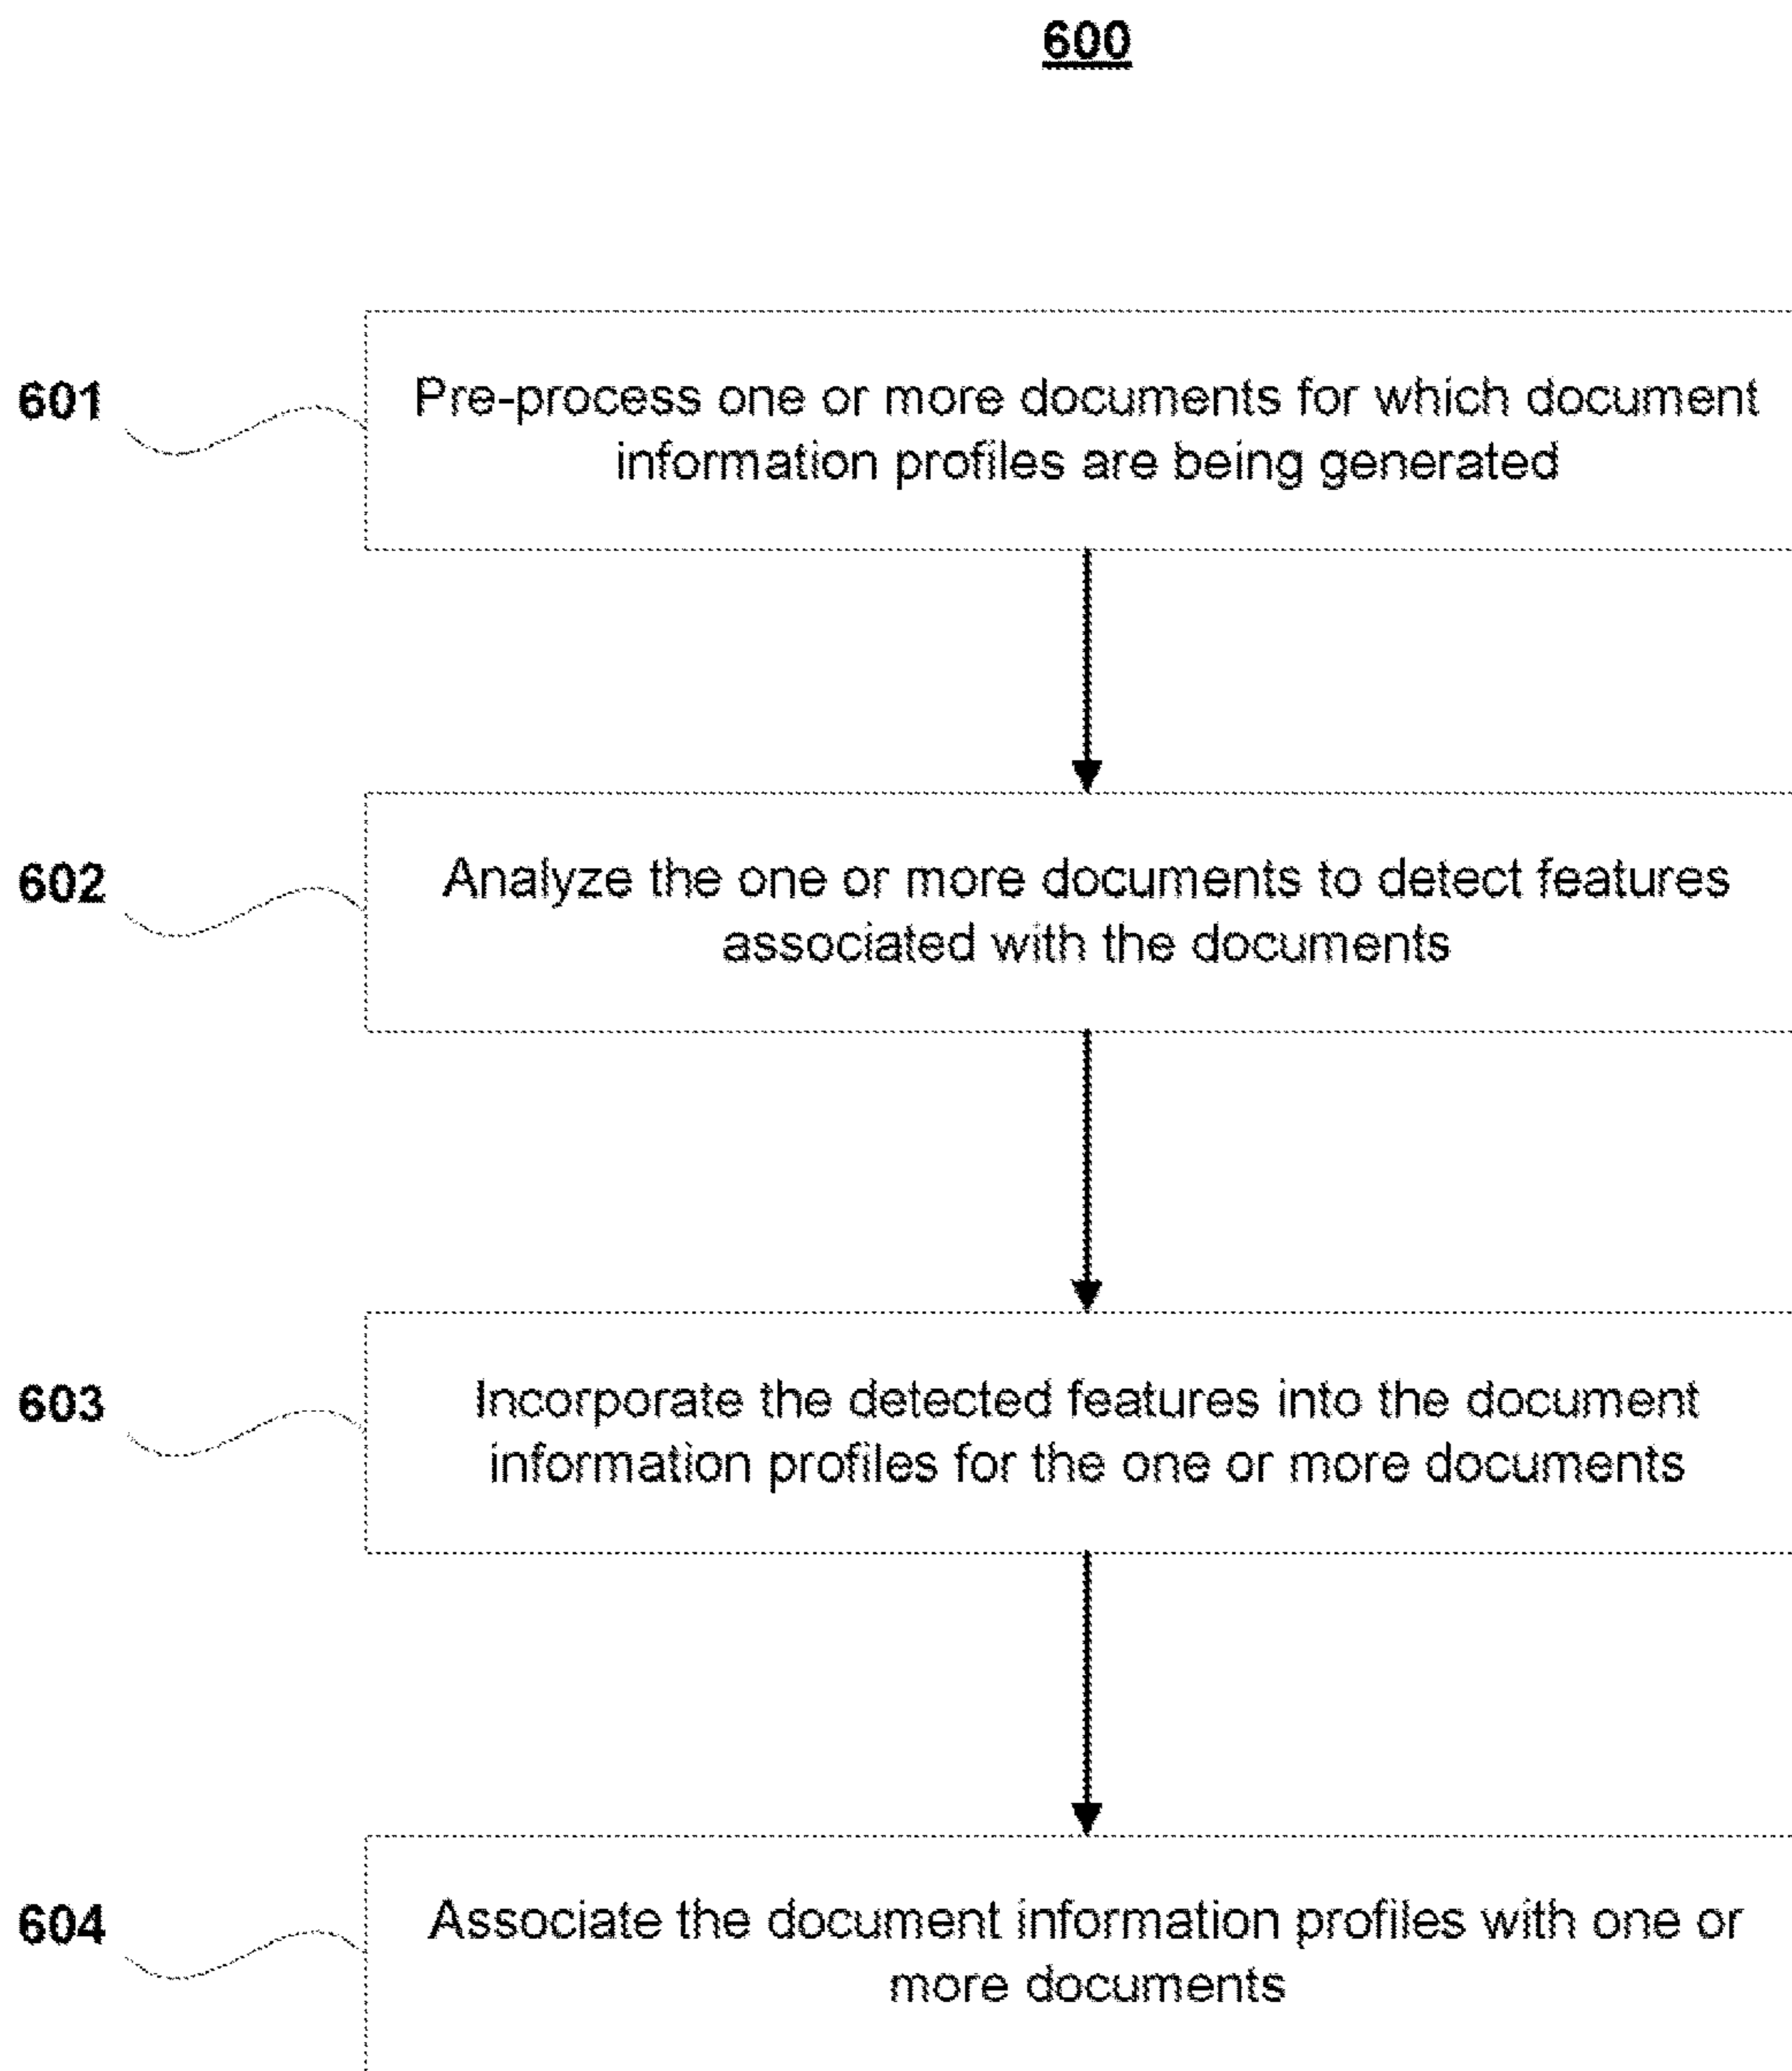 600
601
Pre-process one or more documents for which document
information profiles are being generated
602
Analyze the one or more documents to detect features
associated with the documents
603
Incorporate the detected features into the document
information profiles for the one or more documents
604
Associate the document information profiles with one or
more documents